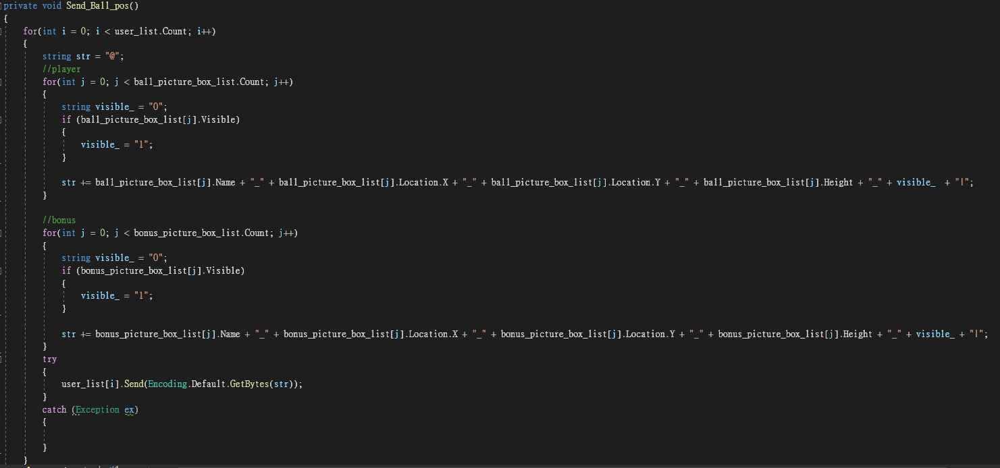 private void Send_Ball_pos()
{
for(int i = 0; i < user_list.Count; i++)
{
string str = "@";
//player
for(int j = 0; j < ball_picture_box_list.Count; j++)
{
string visible_ = "0";
if (ball_picture_box_list[j].Visible)
{
visible_ = "1";
}
str += ball_picture_box_list[j].Name + "_" + ball_picture_box_list[j].Location.X + "_" + ball_picture_box_list[j].Location.Y + "_" + ball_picture_box_list[j].Height + "_" + visible_  + "|";
}
//bonus
for(int j = 0; j < bonus_picture_box_list.Count; j++)
{
string visible_ = "0";
if (bonus_picture_box_list[j].Visible)
{
visible_ = "1";
}
str += bonus_picture_box_list[j].Name + "_" + bonus_picture_box_list[j].Location.X + "_" + bonus_picture_box_list[j].Location.Y + "_" + bonus_picture_box_list[j].Height + "_" + visible_ + "|";
}
try
{
user_list[i].Send(Encoding.Default.GetBytes(str));
}
catch (Exception ex)
{
}
}